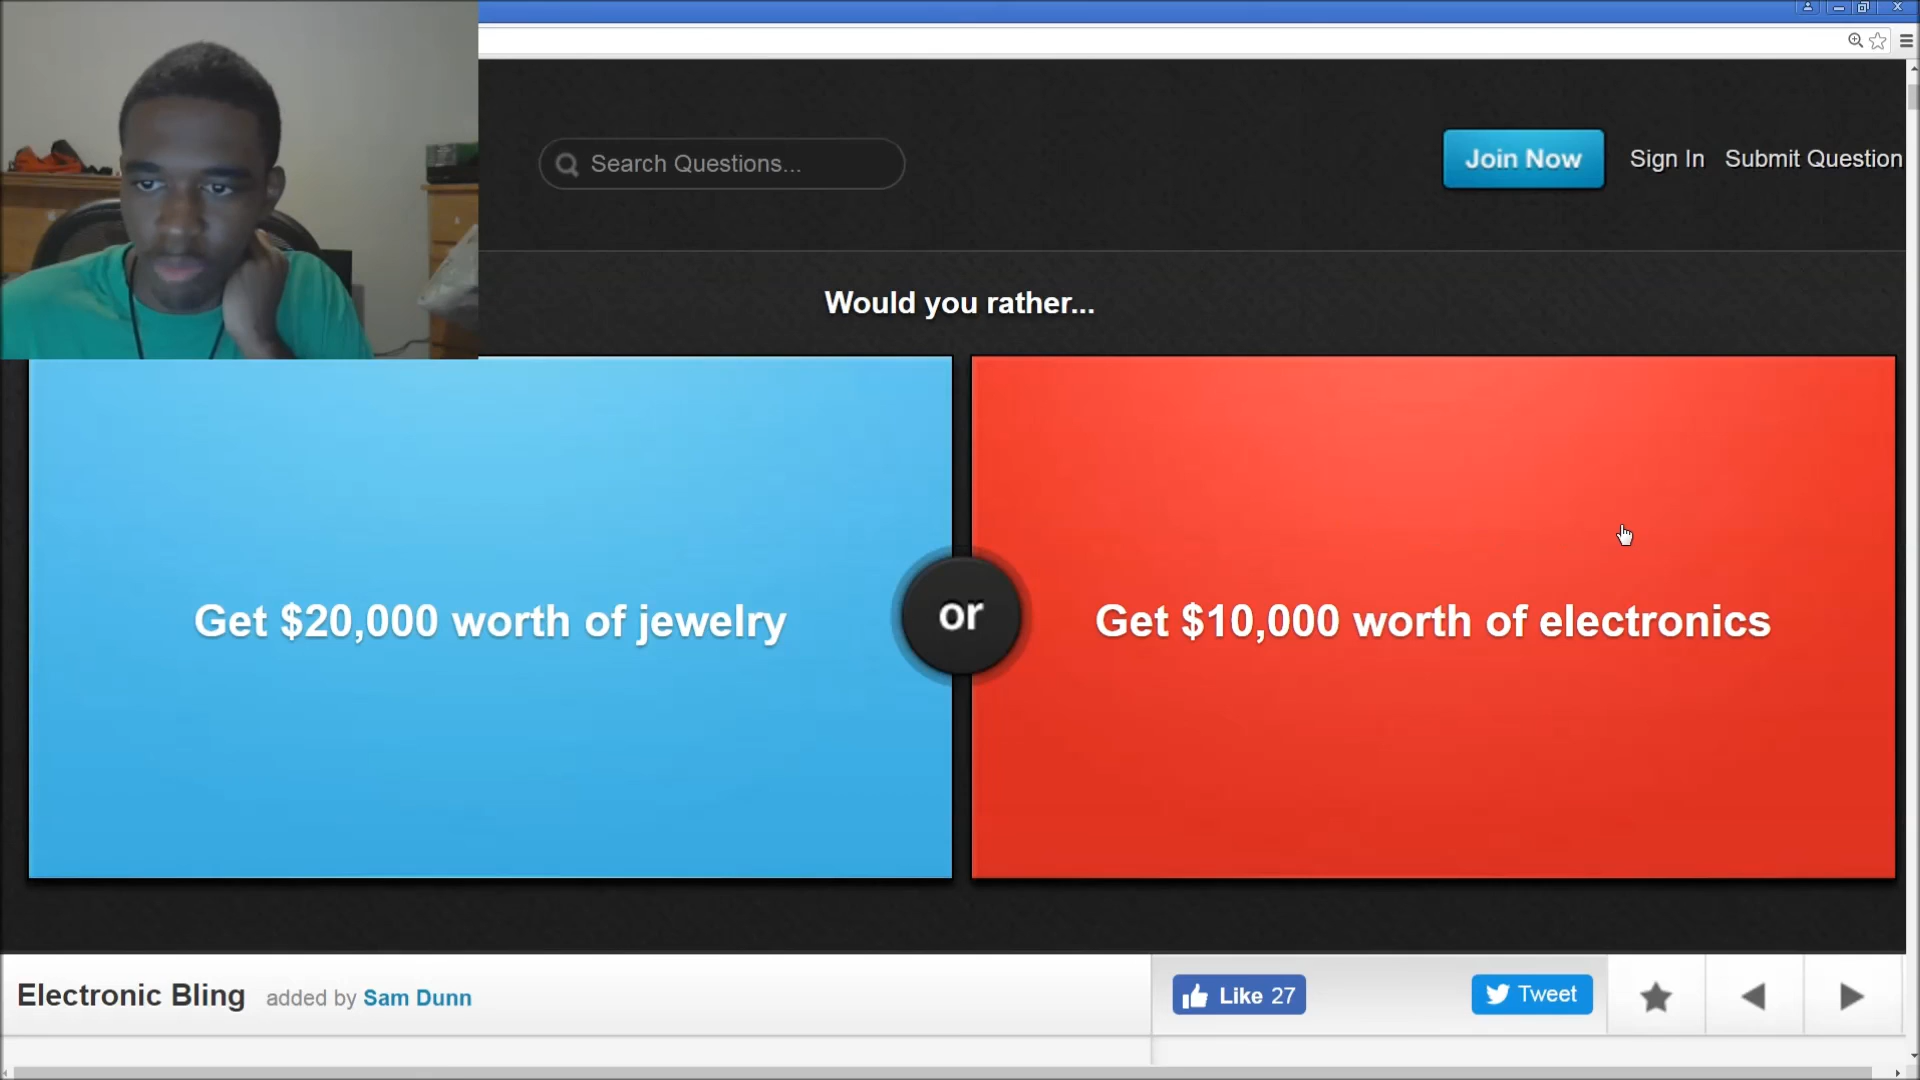 Search Questions...
Join Now
Sign In
Submit Question
Would you rather...
Get $20,000 worth of jewelry
or
Get $10,000 worth of electronics
Electronic Bling added by Sam Dunn
Like 27
Tweet